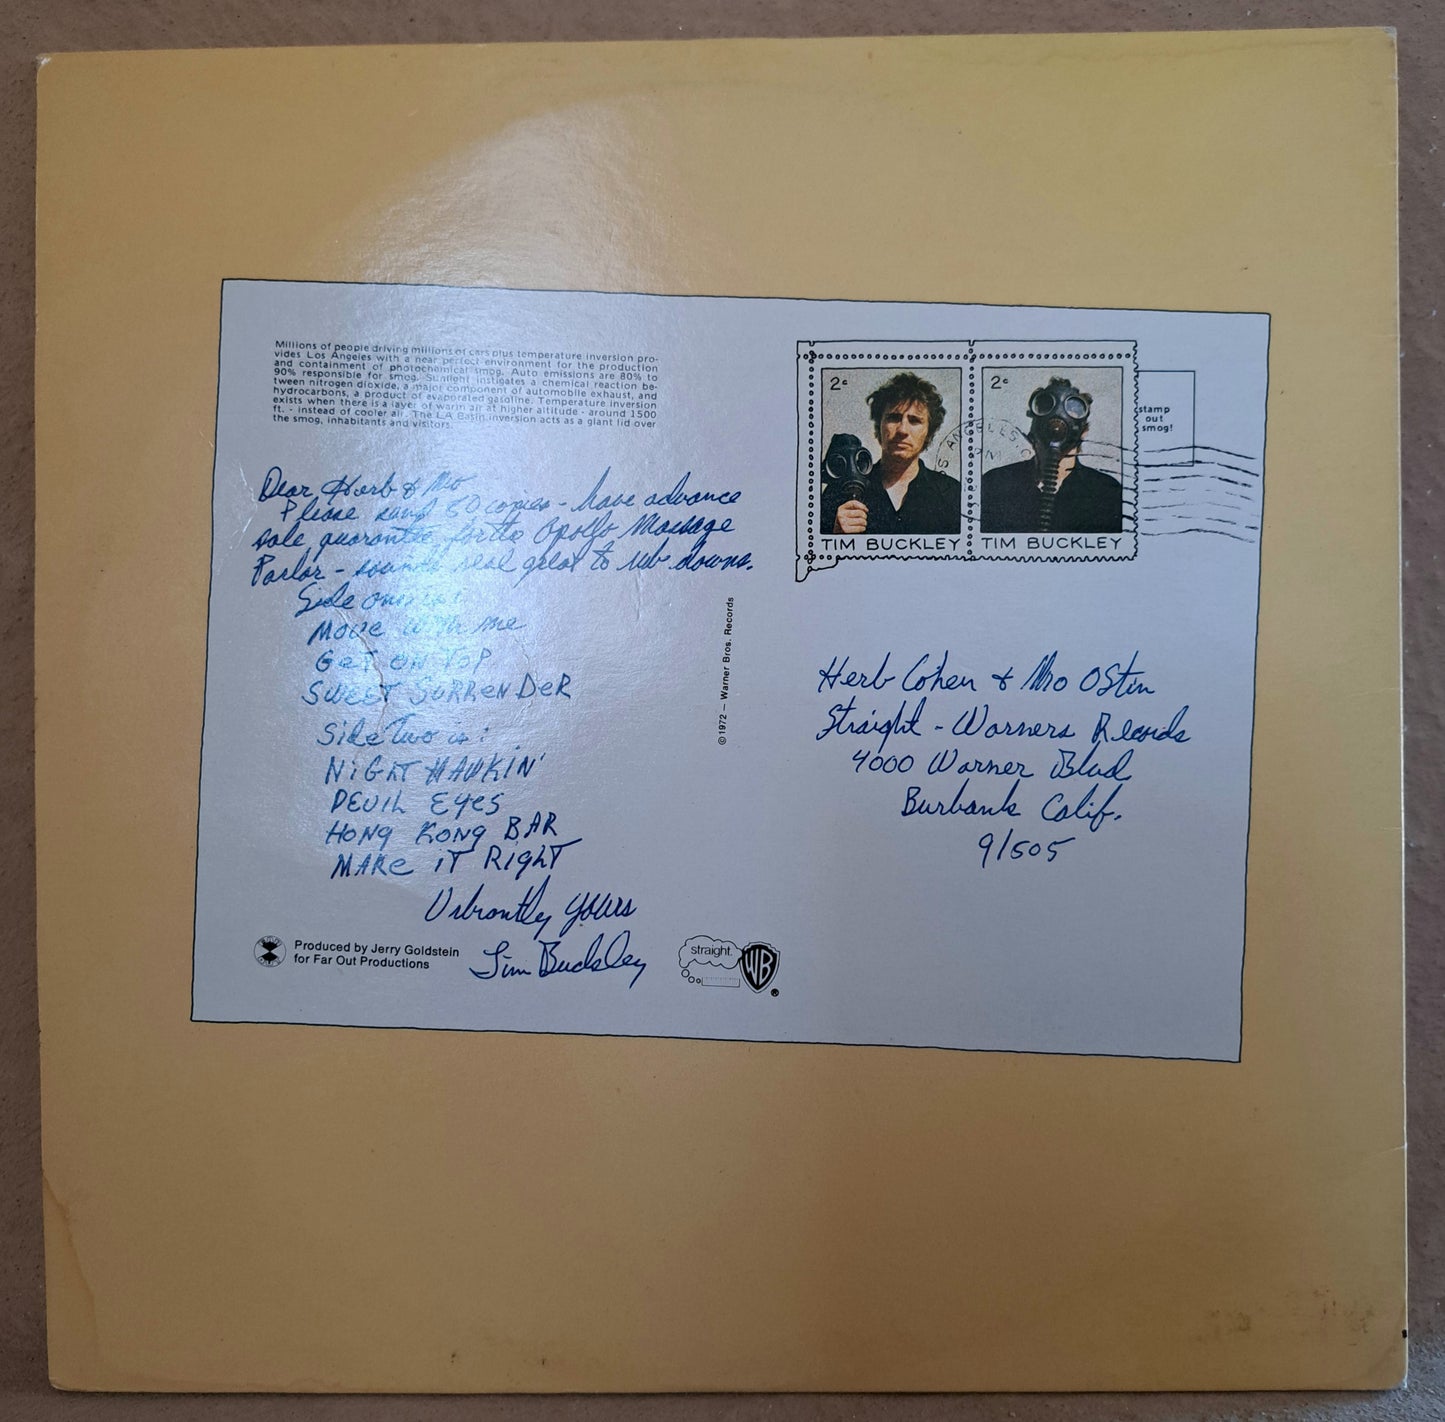 Millions of people driving millions of cars plus temperature inversion pro-
vides Los Angeles with a near perfect environment for the production
and containment of photochemical smog. Auto emissions are 80% to
90% responsible for smog. Sunlight instigates a chemical reaction be-
tween nitrogen dioxide, a major component of automobile exhaust, and
hydrocarbons, a product of evaporated gasoline. Temperature inversion
exists when there is a layer of warm air at higher altitude - around 1500
ft. - instead of cooler air. The LA Basin inversion acts as a giant lid over
the smog, inhabitants and visitors.
Dear Herb & Mo
Please send 50 copies - have advance
sale guarantee for the Apollo Massage
Parlor - sounds real great to rub downs.
Side one is:
Move with me
Get on Top
Sweet Surrender
Side Two is:
Night Hawkin'
Devil Eyes
Hong Kong Bar
Make it Right
Vibrantly yours
Tim Buckley
Produced by Jerry Goldstein
for Far Out Productions
straight.
WB
®
© 1972 — Warner Bros. Records
2c
2c
TIM BUCKLEY
TIM BUCKLEY
LOS ANGELES, C
PM
stamp
out
smog!
Herb Cohen & Mo Ostin
Straight - Warners Records
4000 Warner Blvd
Burbank Calif.
91505